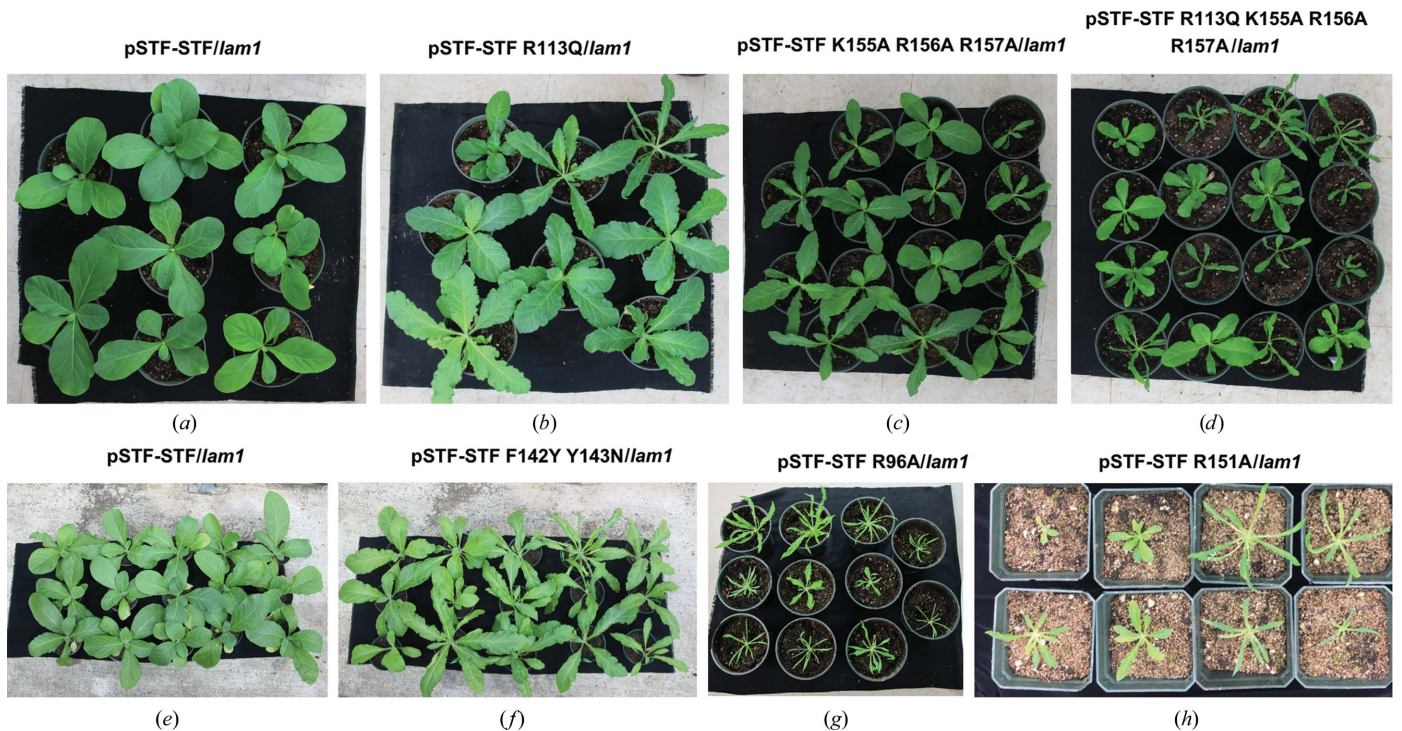 pSTF-STF/lam1
pSTF-STF R113Q/lam1
pSTF-STF K155A R156A R157A/lam1
pSTF-STF R113Q K155A R156A
R157A/lam1
(a)
(b)
(c)
(d)
pSTF-STF/lam1
pSTF-STF F142Y Y143N/lam1
pSTF-STF R96A/lam1
pSTF-STF R151A/lam1
(e)
(f)
(g)
(h)